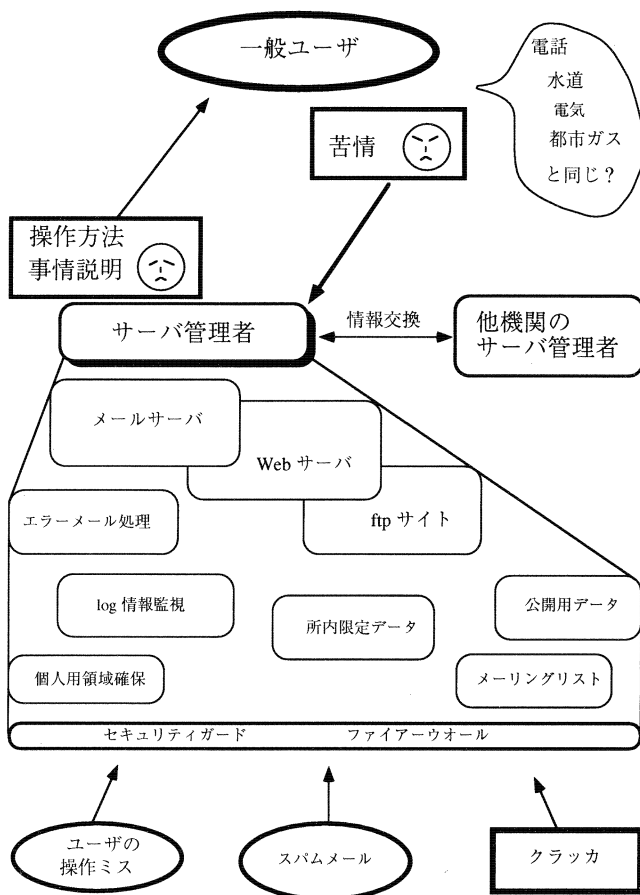 一般ユーザ
電話
水道
電気
都市ガス
と同じ？
苦情
操作方法
事情説明
サーバ管理者
情報交換
他機関の
サーバ管理者
メールサーバ
Web サーバ
ftp サイト
エラーメール処理
log 情報監視
所内限定データ
公開用データ
個人用領域確保
メーリングリスト
セキュリティガード
ファイアーウオール
ユーザの
操作ミス
スパムメール
クラッカ